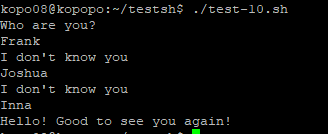 kopo08@kopopo:~/testsh$ ./test-10.sh
Who are you?
Frank
I don't know you
Joshua
I don't know you
Inna
Hello! Good to see you again!